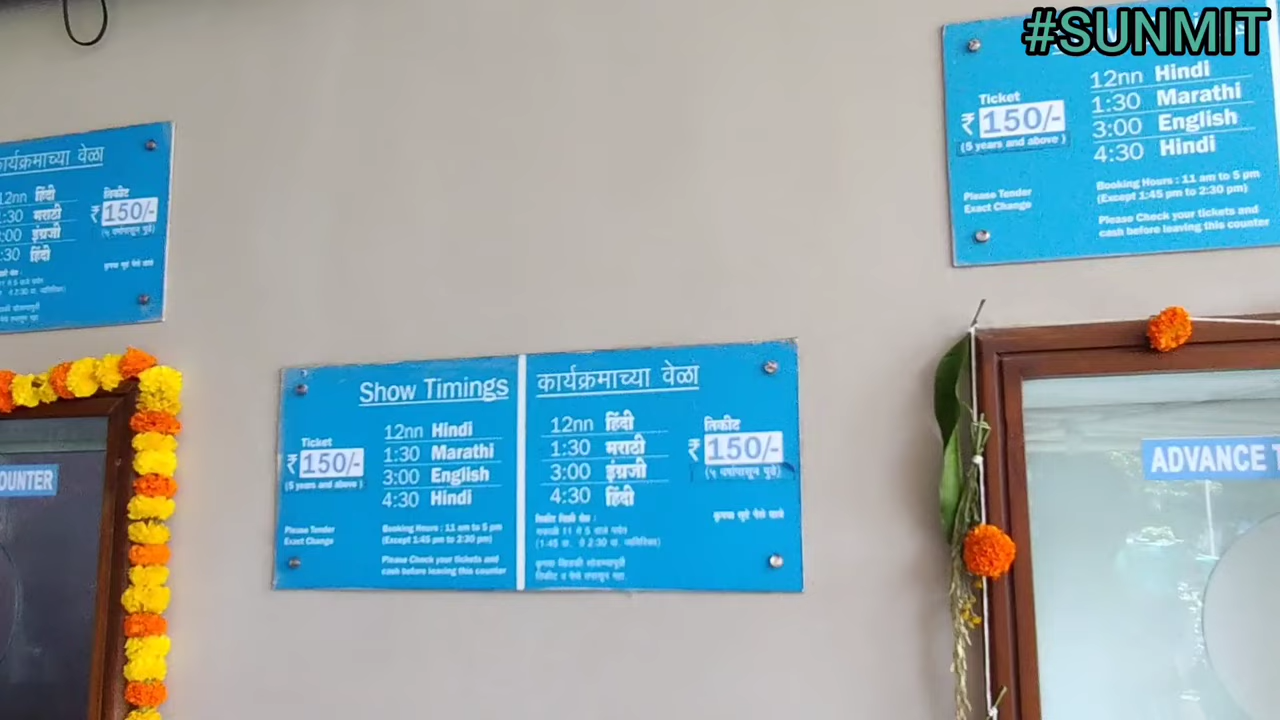 #SUNMIT
कार्यक्रमाच्या वेळा
12nn हिंदी
1:30 मराठी
:00 इंग्रजी
:30 हिंदी
तिकीट
₹ 150/-
(५ वर्षांपासून पुढे)
COUNTER
Show Timings
Ticket
₹ 150/-
(5 years and above)
12nn Hindi
1:30 Marathi
3:00 English
4:30 Hindi
Please Tender
Exact Change
Booking Hours : 11 am to 5 pm
(Except 1:45 pm to 2:30 pm)
Please Check your tickets and
cash before leaving this counter
कार्यक्रमाच्या वेळा
12nn हिंदी
1:30 मराठी
3:00 इंग्रजी
4:30 हिंदी
तिकीट
₹ 150/-
(५ वर्षांपासून पुढे)
कृपया सुटे पैसे द्यावे
Ticket
₹ 150/-
(5 years and above)
12nn Hindi
1:30 Marathi
3:00 English
4:30 Hindi
Please Tender
Exact Change
Booking Hours : 11 am to 5 pm
(Except 1:45 pm to 2:30 pm)
Please Check your tickets and
cash before leaving this counter
ADVANCE T